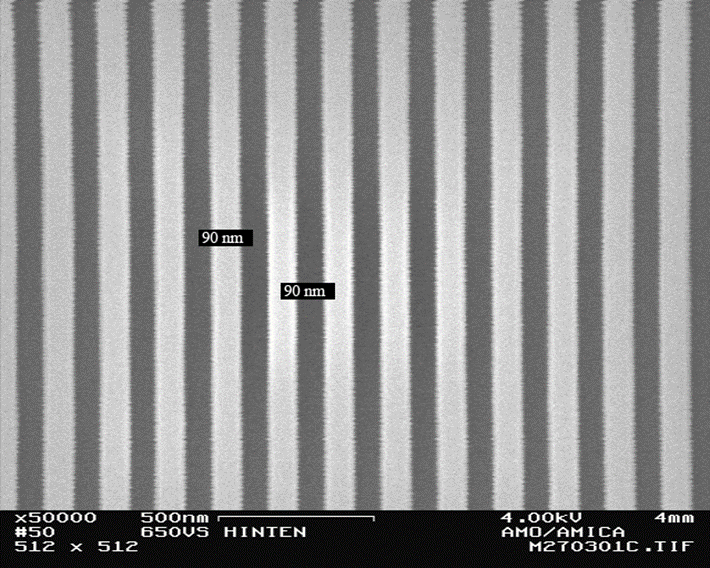 90 nm
90 nm
x50000 500nm 4.00kV 4mm
#50 650VS HINTEN AMO/AMICA
512 x 512 M270301C.TIF